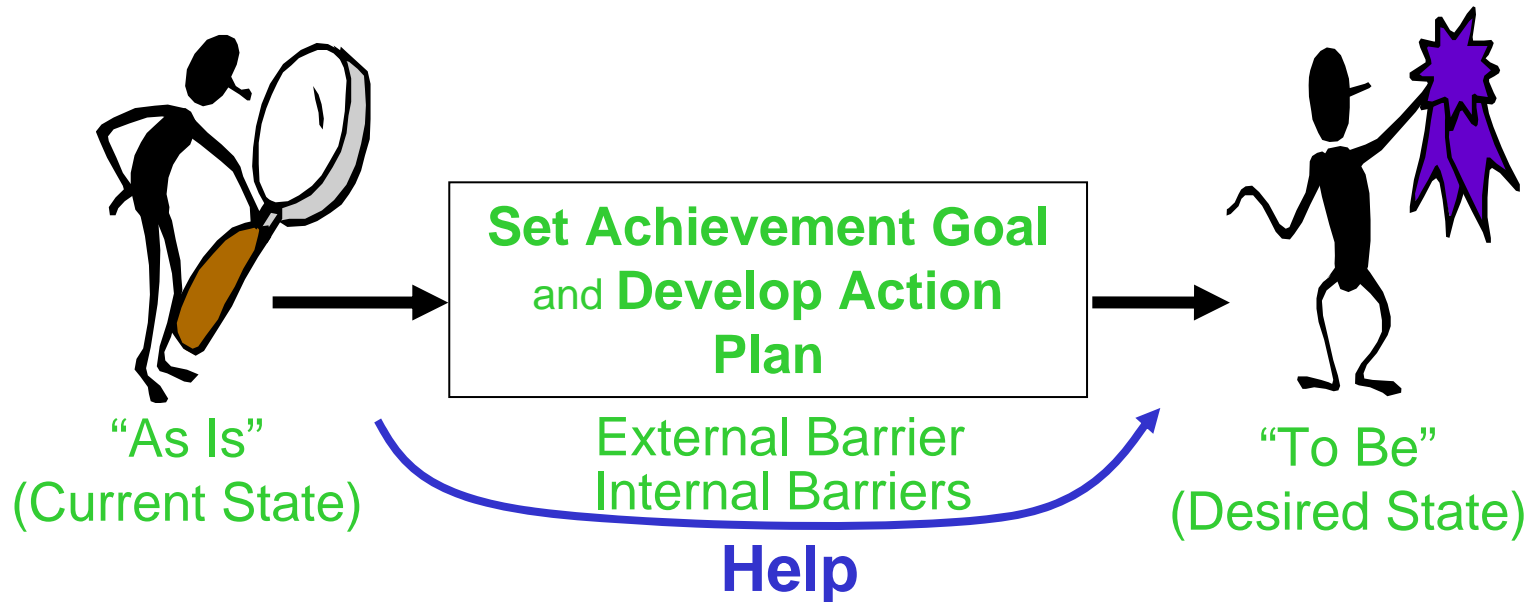 Set Achievement Goal
and Develop Action
Plan
“As Is”
(Current State)
External Barrier
Internal Barriers
“To Be”
(Desired State)
Help